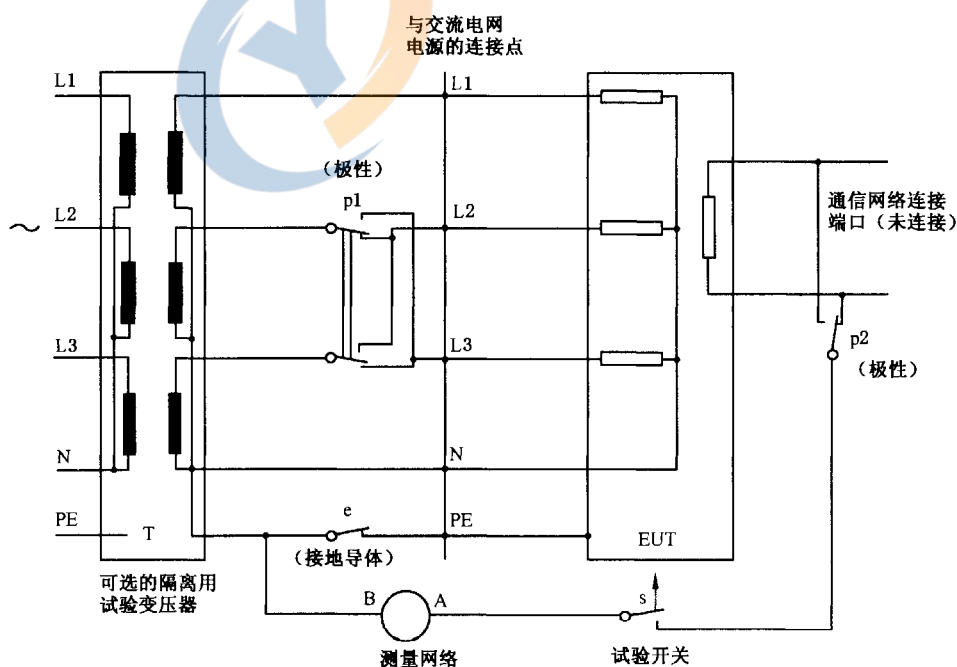 与交流电网
电源的连接点
L1
L1
(极性)
p1
L2
L2
通信网络连接
端口(未连接)
~
L3
L3
p2
(极性)
N
N
PE
T
e
PE
EUT
(接地导体)
可选的隔离用
试验变压器
B
A
s
测量网络
试验开关